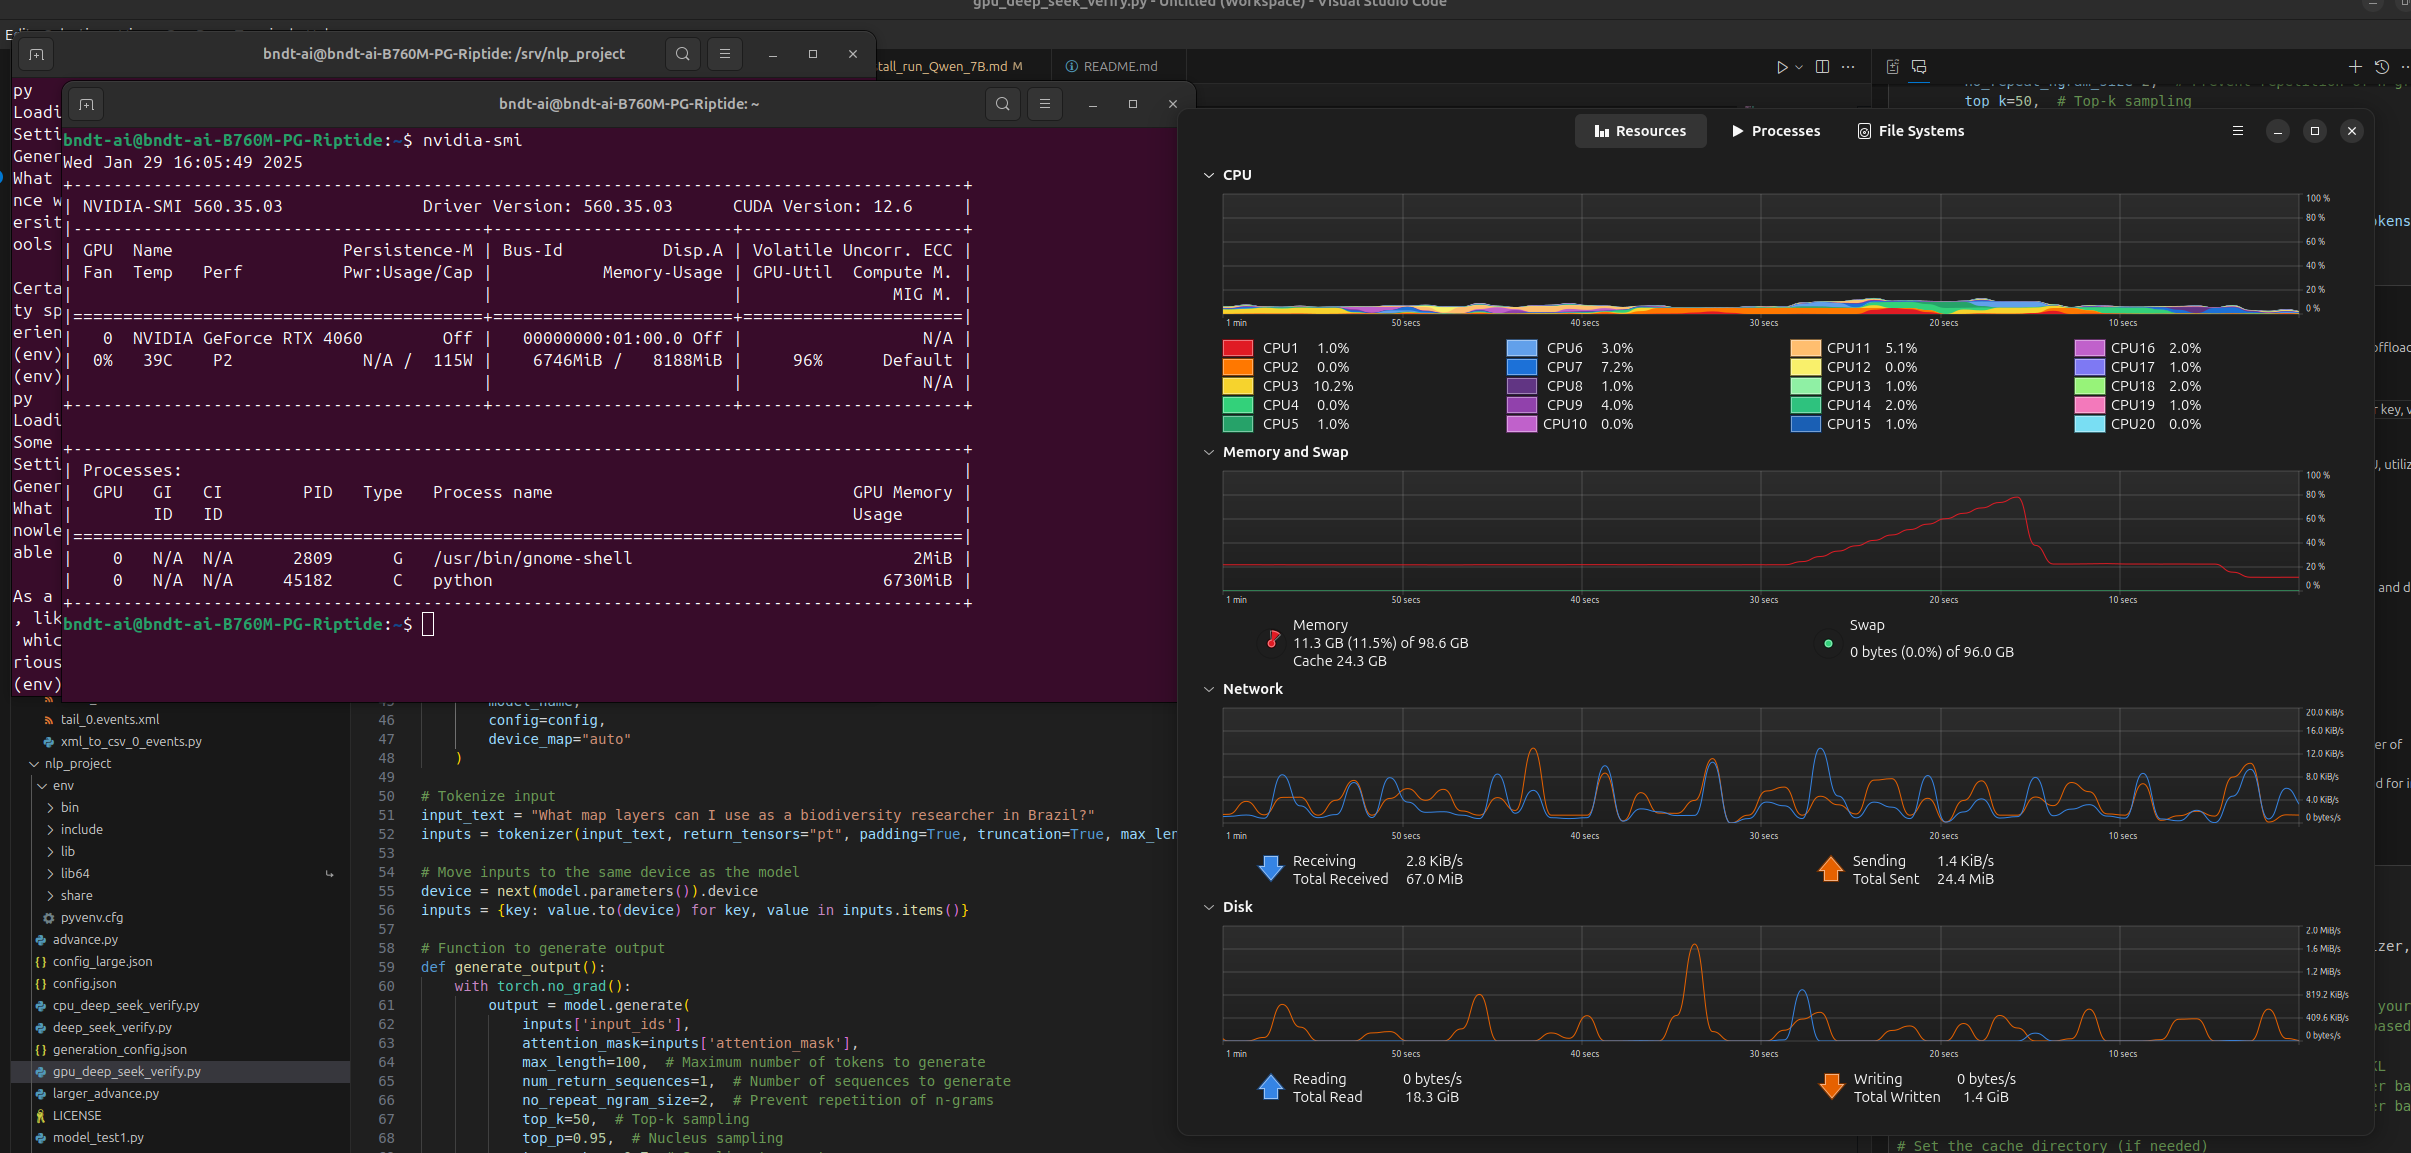 gpu_deep_seek_verify.py - Untitled (Workspace) - Visual Studio Code
bndt-ai@bndt-ai-B760M-PG-Riptide: /srv/nlp_project
tall_run_Qwen_7B.md M
README.md
py
Loadi
Setti
Gener
What
nce w
ersit
ools
Certa
ty sp
erien
(env)
(env)
py
Loadi
Some
Setti
Gener
What
nowle
able
As a
, lik
whic
rious
(env)
bndt-ai@bndt-ai-B760M-PG-Riptide: ~
bndt-ai@bndt-ai-B760M-PG-Riptide:~$ nvidia-smi
Wed Jan 29 16:05:49 2025
+-----------------------------------------------------------------------------------------+
| NVIDIA-SMI 560.35.03              Driver Version: 560.35.03      CUDA Version: 12.6     |
|-----------------------------------------+------------------------+----------------------+
| GPU  Name                 Persistence-M | Bus-Id          Disp.A | Volatile Uncorr. ECC |
| Fan  Temp   Perf          Pwr:Usage/Cap |           Memory-Usage | GPU-Util  Compute M. |
|                                         |                        |               MIG M. |
|=========================================+========================+======================|
|   0  NVIDIA GeForce RTX 4060        Off |   00000000:01:00.0 Off |                  N/A |
|  0%   39C    P2            N/A /  115W |    6746MiB /   8188MiB |     96%      Default |
|                                         |                        |                  N/A |
+-----------------------------------------+------------------------+----------------------+
+-----------------------------------------------------------------------------------------+
| Processes:                                                                              |
|  GPU   GI   CI        PID   Type   Process name                              GPU Memory |
|        ID   ID                                                               Usage      |
|=========================================================================================|
|    0   N/A  N/A      2809      G   /usr/bin/gnome-shell                            2MiB |
|    0   N/A  N/A     45182      C   python                                       6730MiB |
+-----------------------------------------------------------------------------------------+
bndt-ai@bndt-ai-B760M-PG-Riptide:~$
tail_0.events.xml
xml_to_csv_0_events.py
nlp_project
env
bin
include
lib
lib64
share
pyvenv.cfg
advance.py
config_large.json
config.json
cpu_deep_seek_verify.py
deep_seek_verify.py
generation_config.json
gpu_deep_seek_verify.py
larger_advance.py
LICENSE
model_test1.py
45 model_name,
46 config=config,
47 device_map="auto"
48 )
49
50 # Tokenize input
51 input_text = "What map layers can I use as a biodiversity researcher in Brazil?"
52 inputs = tokenizer(input_text, return_tensors="pt", padding=True, truncation=True, max_len
53
54 # Move inputs to the same device as the model
55 device = next(model.parameters()).device
56 inputs = {key: value.to(device) for key, value in inputs.items()}
57
58 # Function to generate output
59 def generate_output():
60 with torch.no_grad():
61 output = model.generate(
62 inputs['input_ids'],
63 attention_mask=inputs['attention_mask'],
64 max_length=100,  # Maximum number of tokens to generate
65 num_return_sequences=1,  # Number of sequences to generate
66 no_repeat_ngram_size=2,  # Prevent repetition of n-grams
67 top_k=50,  # Top-k sampling
68 top_p=0.95,  # Nucleus sampling
top_k=50,  # Top-k sampling
Resources
Processes
File Systems
CPU
100 %
80 %
60 %
40 %
20 %
0 %
1 min 50 secs 40 secs 30 secs 20 secs 10 secs
CPU1 1.0% CPU6 3.0% CPU11 5.1% CPU16 2.0%
CPU2 0.0% CPU7 7.2% CPU12 0.0% CPU17 1.0%
CPU3 10.2% CPU8 1.0% CPU13 1.0% CPU18 2.0%
CPU4 0.0% CPU9 4.0% CPU14 2.0% CPU19 1.0%
CPU5 1.0% CPU10 0.0% CPU15 1.0% CPU20 0.0%
Memory and Swap
100 %
80 %
60 %
40 %
20 %
0 %
1 min 50 secs 40 secs 30 secs 20 secs 10 secs
Memory
11.3 GB (11.5%) of 98.6 GB
Cache 24.3 GB
Swap
0 bytes (0.0%) of 96.0 GB
Network
20.0 KiB/s
16.0 KiB/s
12.0 KiB/s
8.0 KiB/s
4.0 KiB/s
0 bytes/s
1 min 50 secs 40 secs 30 secs 20 secs 10 secs
Receiving 2.8 KiB/s
Total Received 67.0 MiB
Sending 1.4 KiB/s
Total Sent 24.4 MiB
Disk
2.0 MiB/s
1.6 MiB/s
1.2 MiB/s
819.2 KiB/s
409.6 KiB/s
0 bytes/s
1 min 50 secs 40 secs 30 secs 20 secs 10 secs
Reading 0 bytes/s
Total Read 18.3 GiB
Writing 0 bytes/s
Total Written 1.4 GiB
okens
offload
r key, v
J, utiliz
and d
er of
d for i
izer,
your
based
KL
er ba
er ba
# Set the cache directory (if needed)